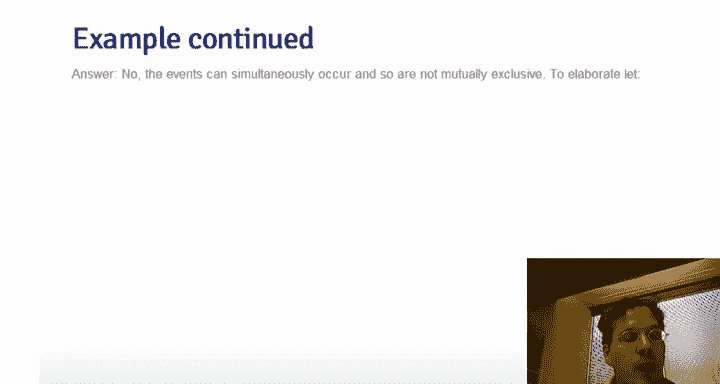 Example continued
Answer: No, the events can simultaneously occur and so are not mutually exclusive. To elaborate let: